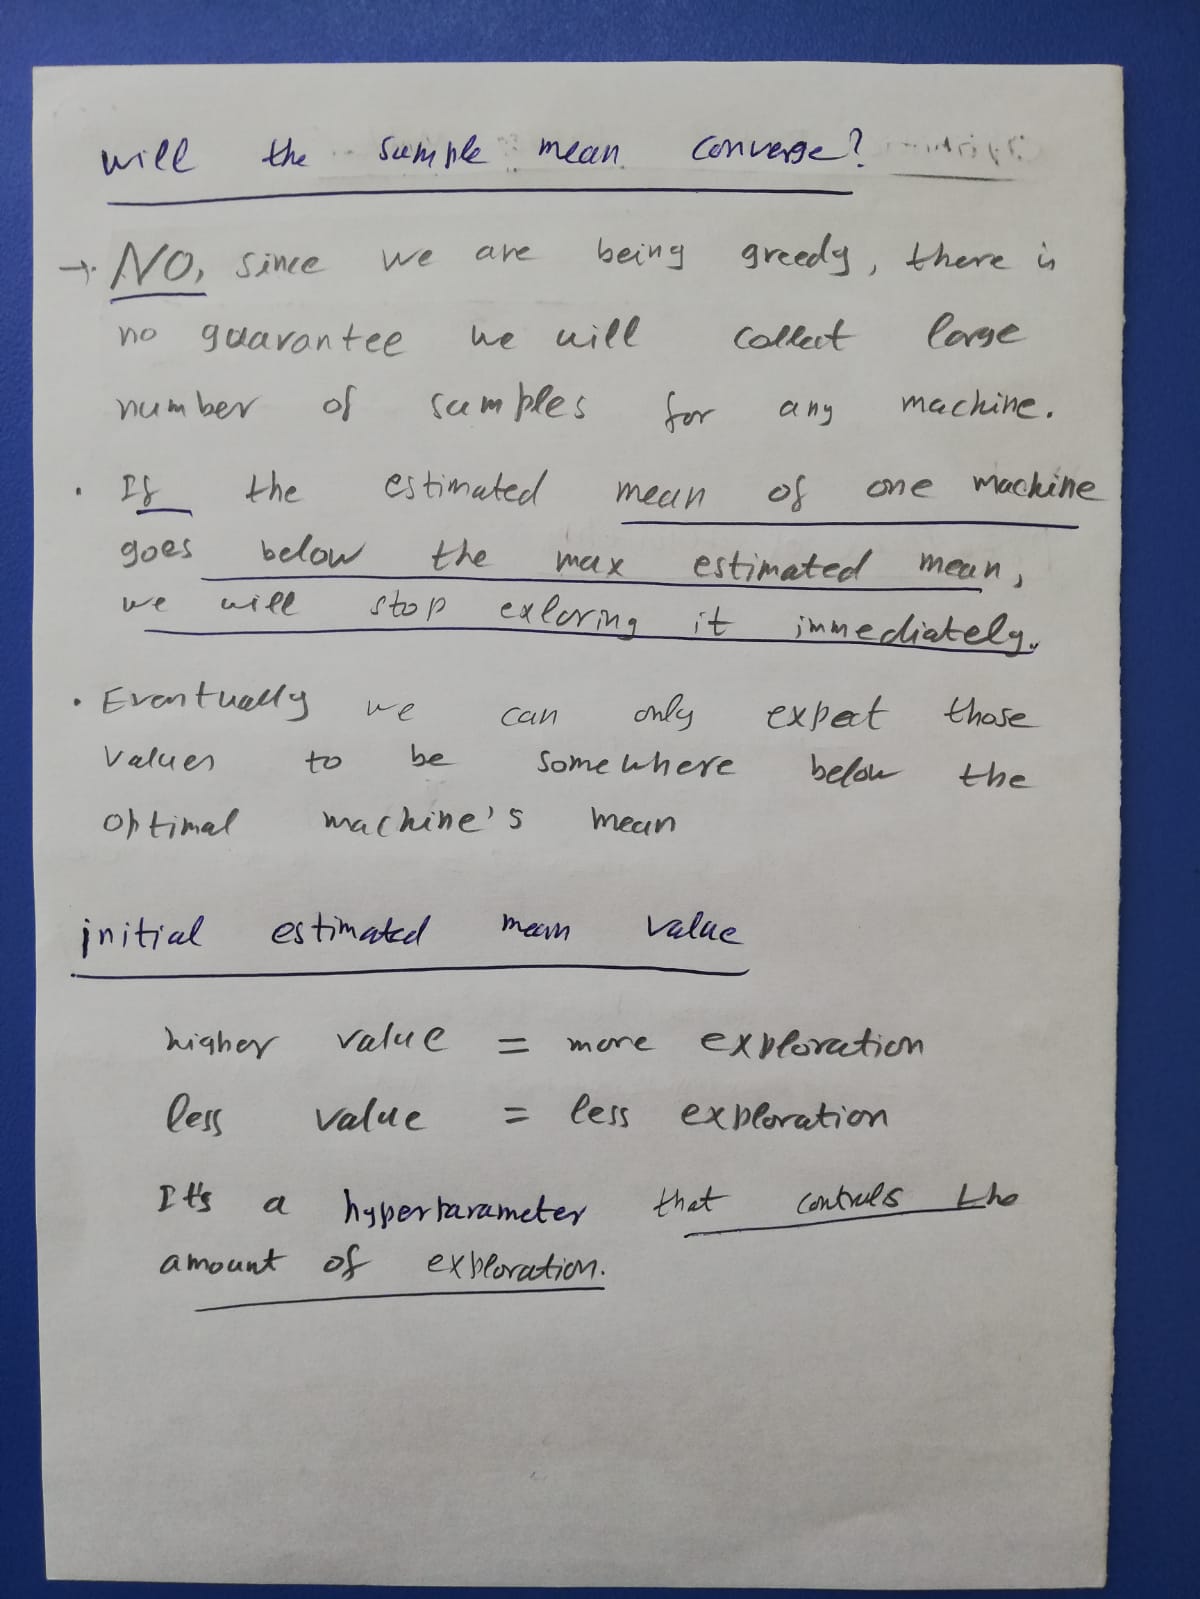 will the sample mean converge?
→ NO, since we are being greedy, there is
no guarantee we will collect large
number of samples for any machine.
• If the estimated mean of one machine
goes below the max estimated mean,
we will stop exloring it immediately.
• Eventually we can only expect those
values to be somewhere below the
optimal machine's mean
initial estimated mean value
higher value = more exploration
less value = less exploration
It's a hyperparameter that controls the
amount of exploration.